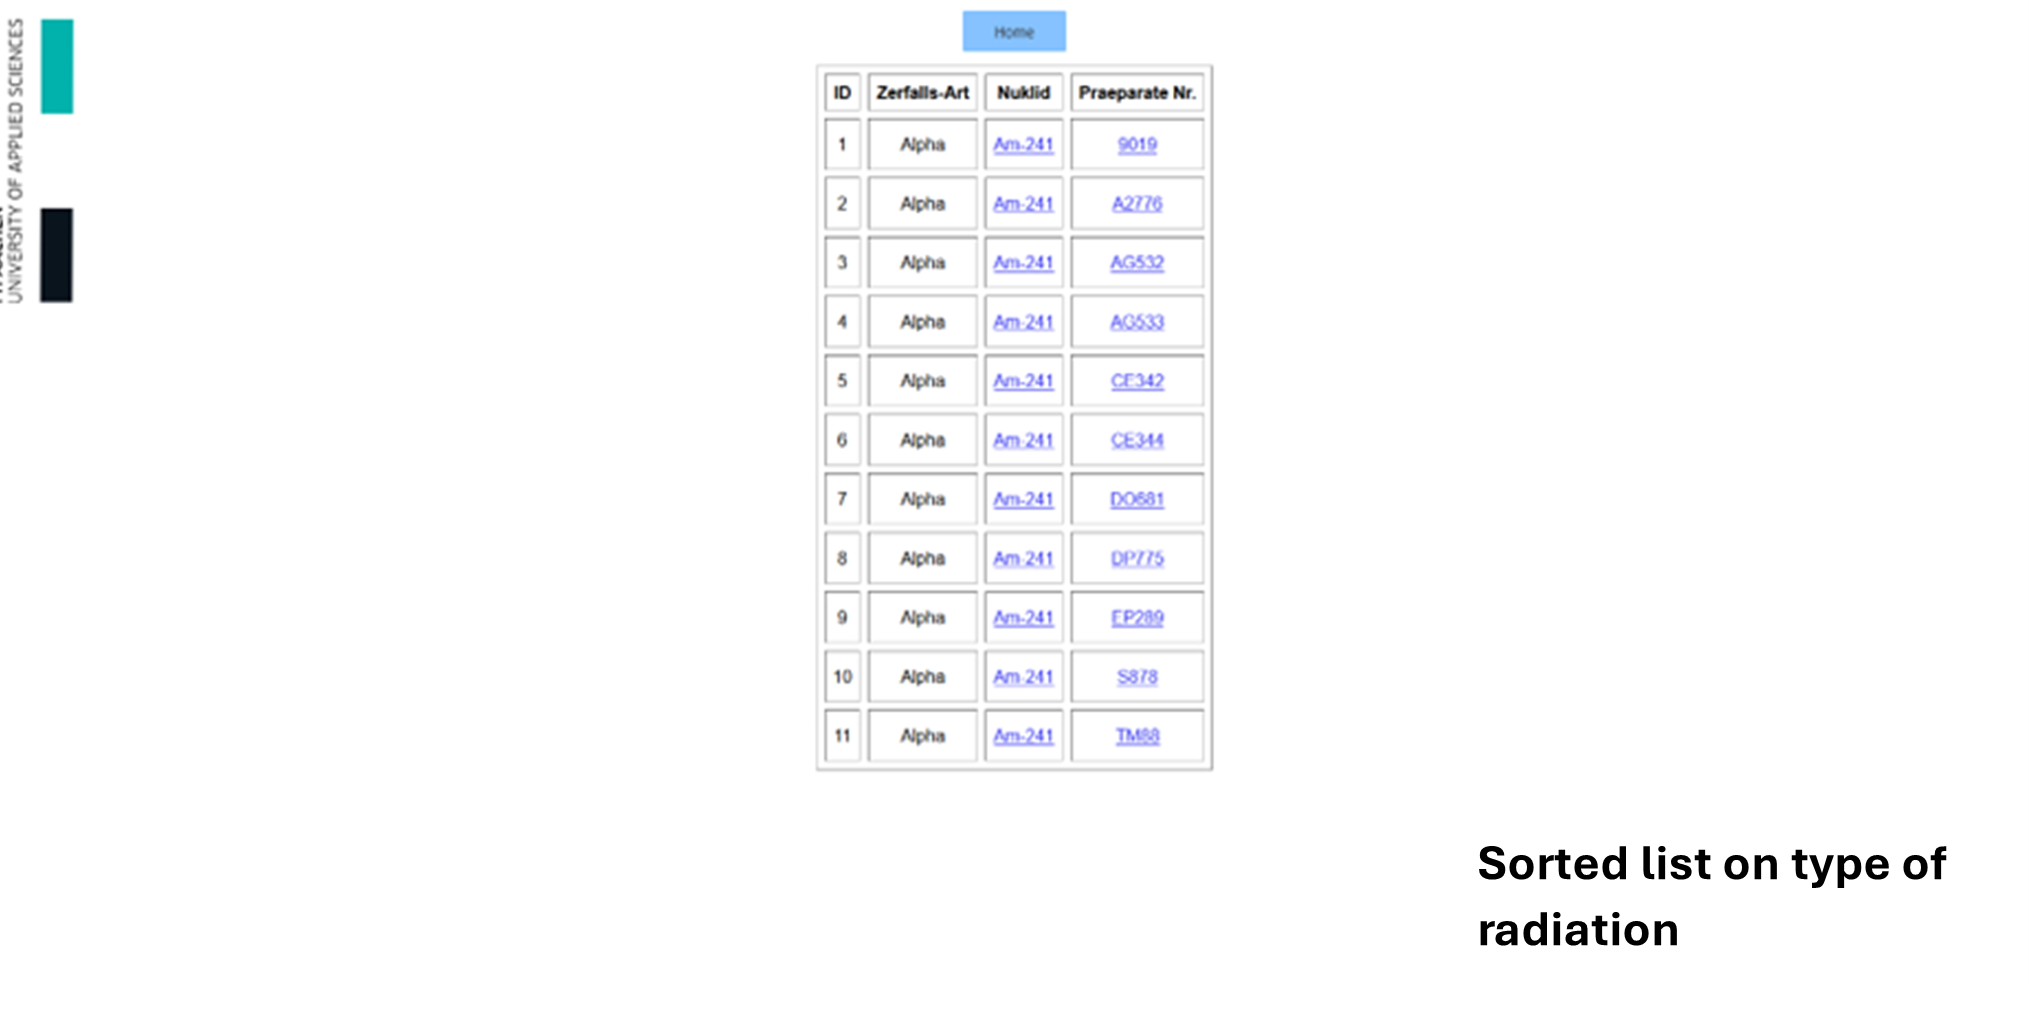 UNIVERSITY OF APPLIED SCIENCES
Home
ID Zerfalls-Art Nuklid Praeparate Nr.
1 Alpha Am-241 9019
2 Alpha Am-241 A2776
3 Alpha Am-241 AG532
4 Alpha Am-241 AG533
5 Alpha Am-241 CE342
6 Alpha Am-241 CE344
7 Alpha Am-241 DO681
8 Alpha Am-241 DP775
9 Alpha Am-241 EP289
10 Alpha Am-241 S878
11 Alpha Am-241 TM88
Sorted list on type of
radiation